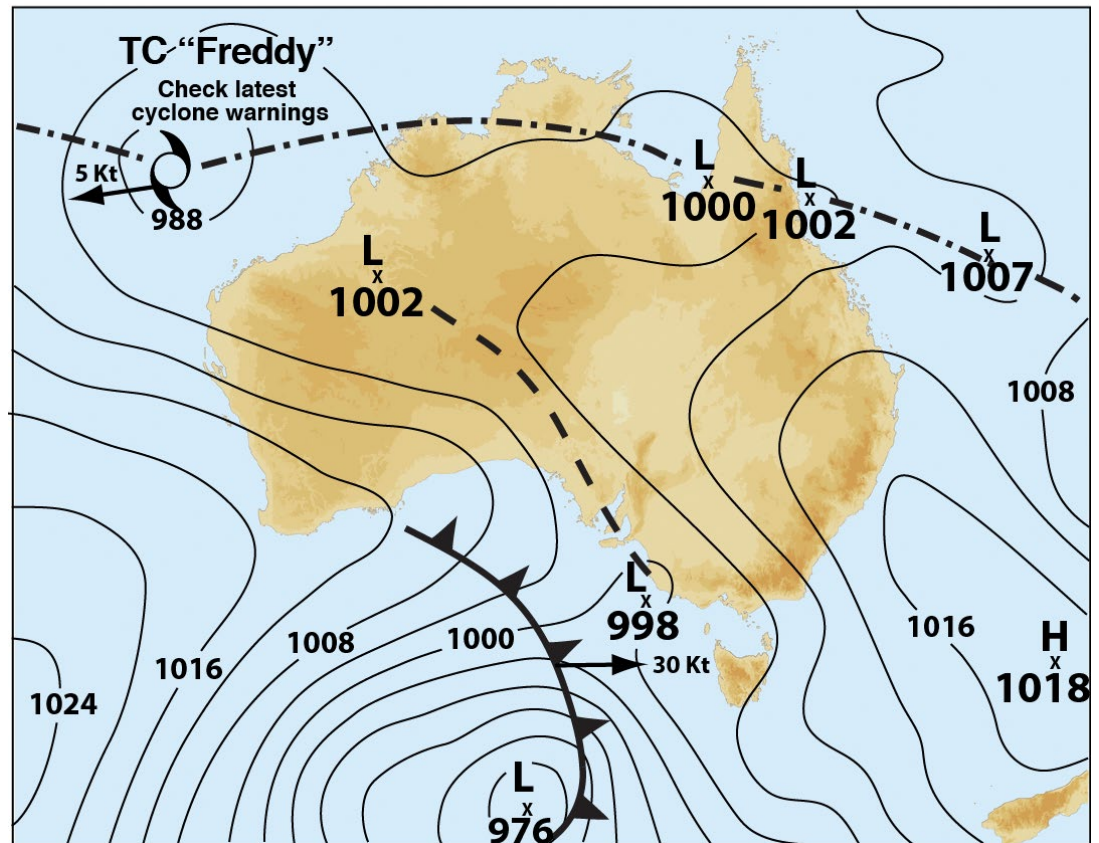 TC “Freddy”
Check latest
cyclone warnings
5 Kt
988
L
x
1000
L
x
1002
L
x
1007
L
x
1002
1008
L
x
998
1016
H
x
1018
1008
1000
30 Kt
1016
1024
L
x
976